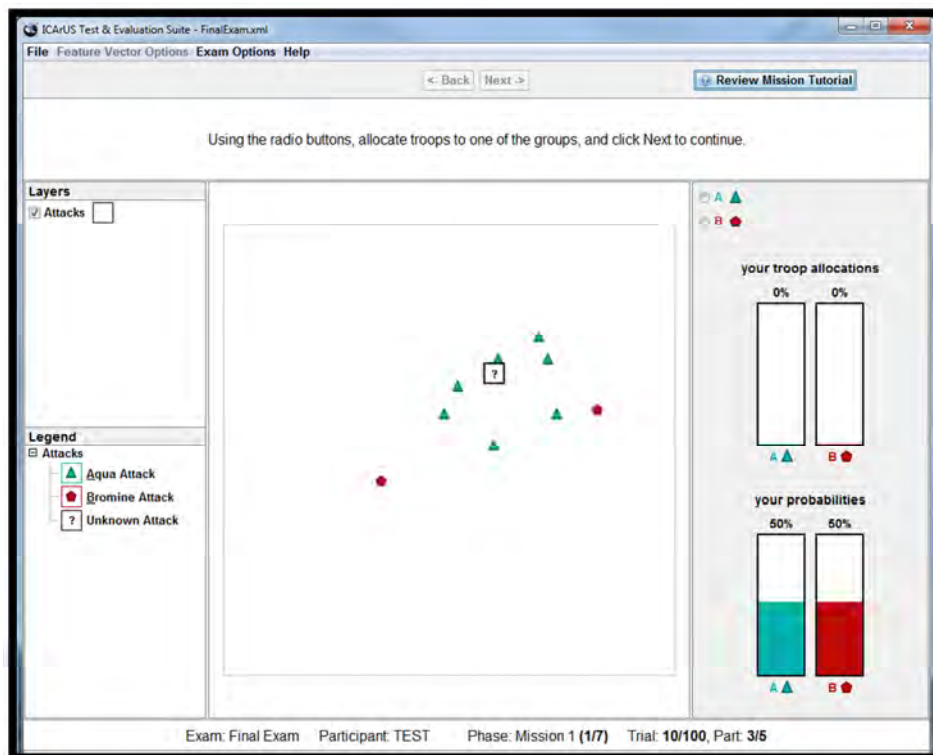 ICArUS Test & Evaluation Suite - FinalExam.xml
File Feature Vector Options Exam Options Help
<- Back Next ->
Review Mission Tutorial
Using the radio buttons, allocate troops to one of the groups, and click Next to continue.
Layers
Attacks
A
B
your troop allocations
0% 0%
?
A B
Legend
Attacks
Aqua Attack
Bromine Attack
? Unknown Attack
your probabilities
50% 50%
A B
Exam: Final Exam Participant: TEST Phase: Mission 1 (1/7) Trial: 10/100, Part: 3/5